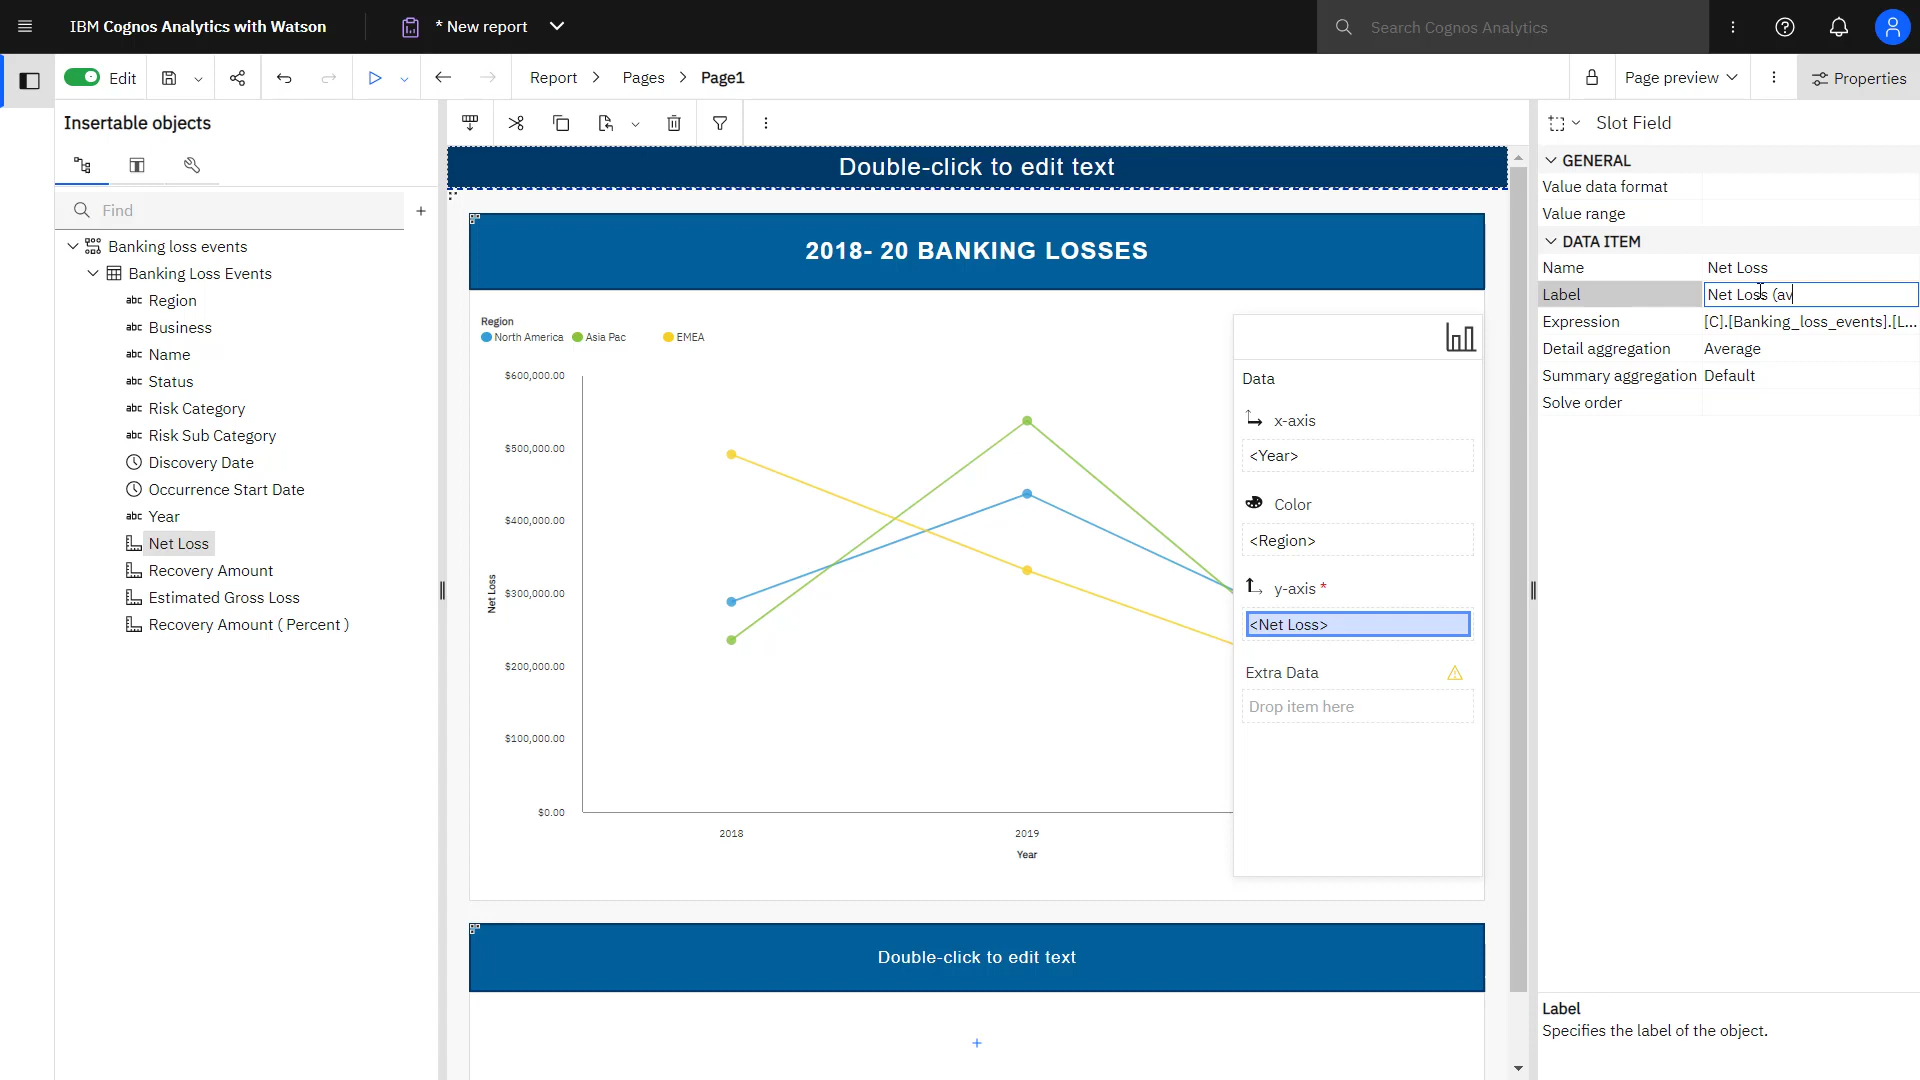 IBM Cognos Analytics with Watson
* New report
Search Cognos Analytics
Edit
Report
Pages
Page1
Page preview
Properties
Insertable objects
Find
Banking loss events
Banking Loss Events
abc Region
abc Business
abc Name
abc Status
abc Risk Category
abc Risk Sub Category
Discovery Date
Occurrence Start Date
abc Year
Net Loss
Recovery Amount
Estimated Gross Loss
Recovery Amount ( Percent )
Double-click to edit text
2018- 20 BANKING LOSSES
Region
North America
Asia Pac
EMEA
$600,000.00
$500,000.00
$400,000.00
$300,000.00
$200,000.00
$100,000.00
$0.00
Net Loss
2018
2019
Year
Data
x-axis
<Year>
Color
<Region>
y-axis *
<Net Loss>
Extra Data
Drop item here
Double-click to edit text
+
Slot Field
GENERAL
Value data format
Value range
DATA ITEM
Name Net Loss
Label Net Loss (av
Expression [C].[Banking_loss_events].[L...
Detail aggregation Average
Summary aggregation Default
Solve order
Label
Specifies the label of the object.